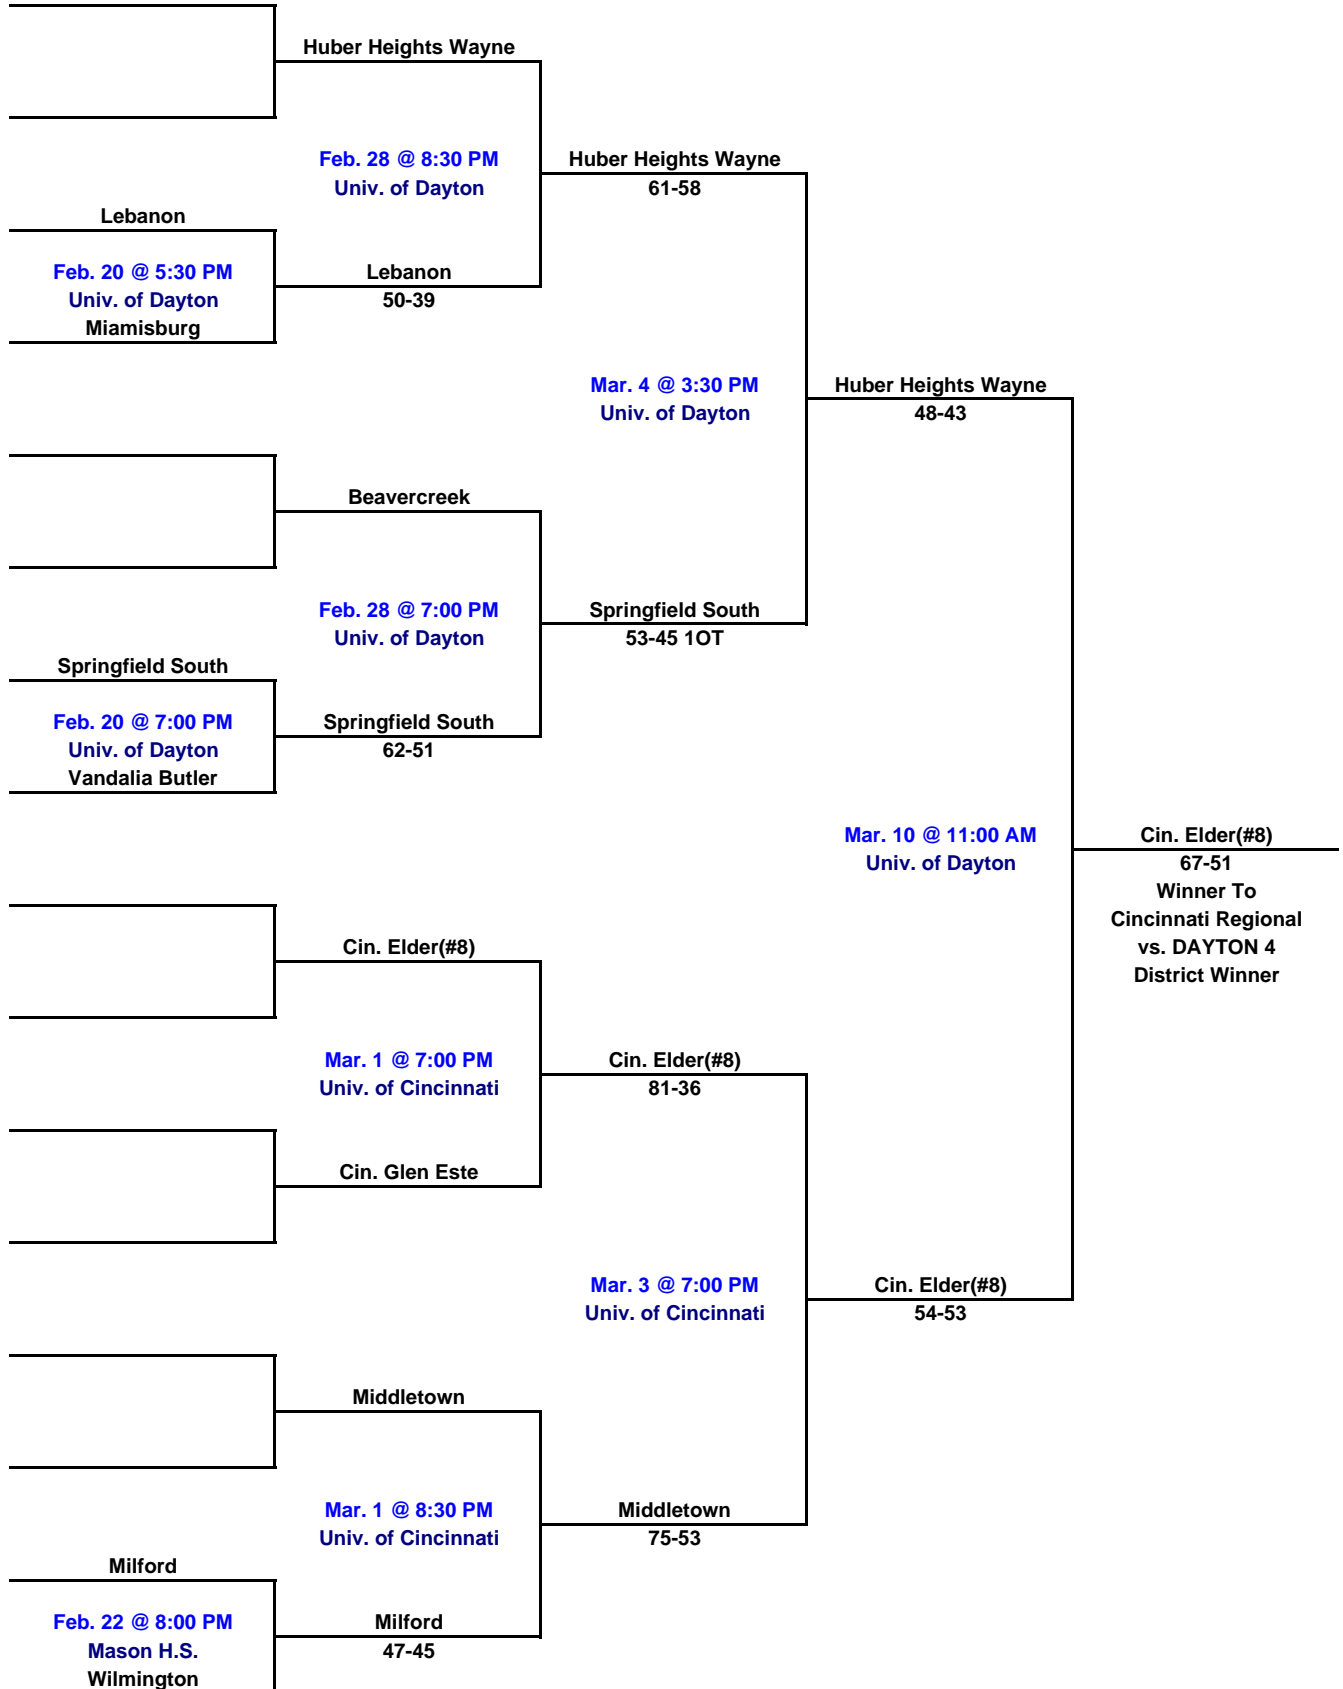 Huber Heights Wayne
Feb. 28 @ 8:30 PM
Univ. of Dayton
Huber Heights Wayne
61-58
Lebanon
Feb. 20 @ 5:30 PM
Univ. of Dayton
Miamisburg
Lebanon
50-39
Mar. 4 @ 3:30 PM
Univ. of Dayton
Huber Heights Wayne
48-43
Beavercreek
Feb. 28 @ 7:00 PM
Univ. of Dayton
Springfield South
53-45 1OT
Springfield South
Feb. 20 @ 7:00 PM
Univ. of Dayton
Vandalia Butler
Springfield South
62-51
Mar. 10 @ 11:00 AM
Univ. of Dayton
Cin. Elder(#8)
67-51
Winner To
Cincinnati Regional
vs. DAYTON 4
District Winner
Cin. Elder(#8)
Mar. 1 @ 7:00 PM
Univ. of Cincinnati
Cin. Elder(#8)
81-36
Cin. Glen Este
Mar. 3 @ 7:00 PM
Univ. of Cincinnati
Cin. Elder(#8)
54-53
Middletown
Mar. 1 @ 8:30 PM
Univ. of Cincinnati
Middletown
75-53
Milford
Feb. 22 @ 8:00 PM
Mason H.S.
Wilmington
Milford
47-45